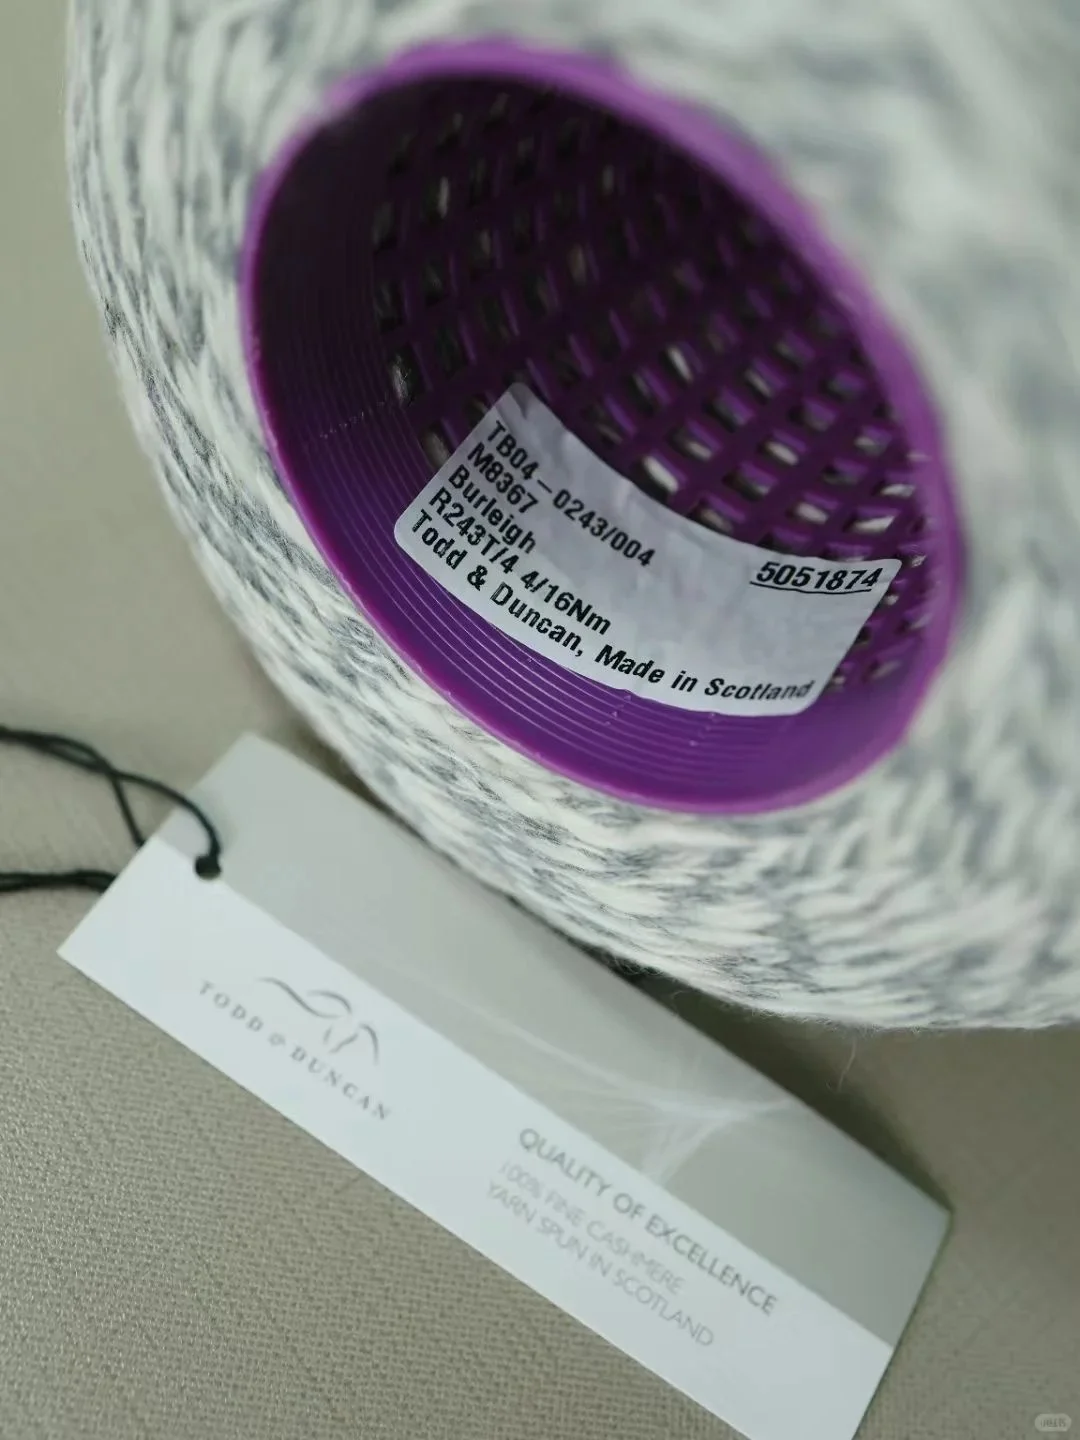 TB04-0243/004
M8367
Burleigh
5051874
R243T/4 4/16Nm
Todd & Duncan, Made in Scotland
TODD & DUNCAN
QUALITY OF EXCELLENCE
100% FINE CASHMERE
YARN SPUN IN SCOTLAND